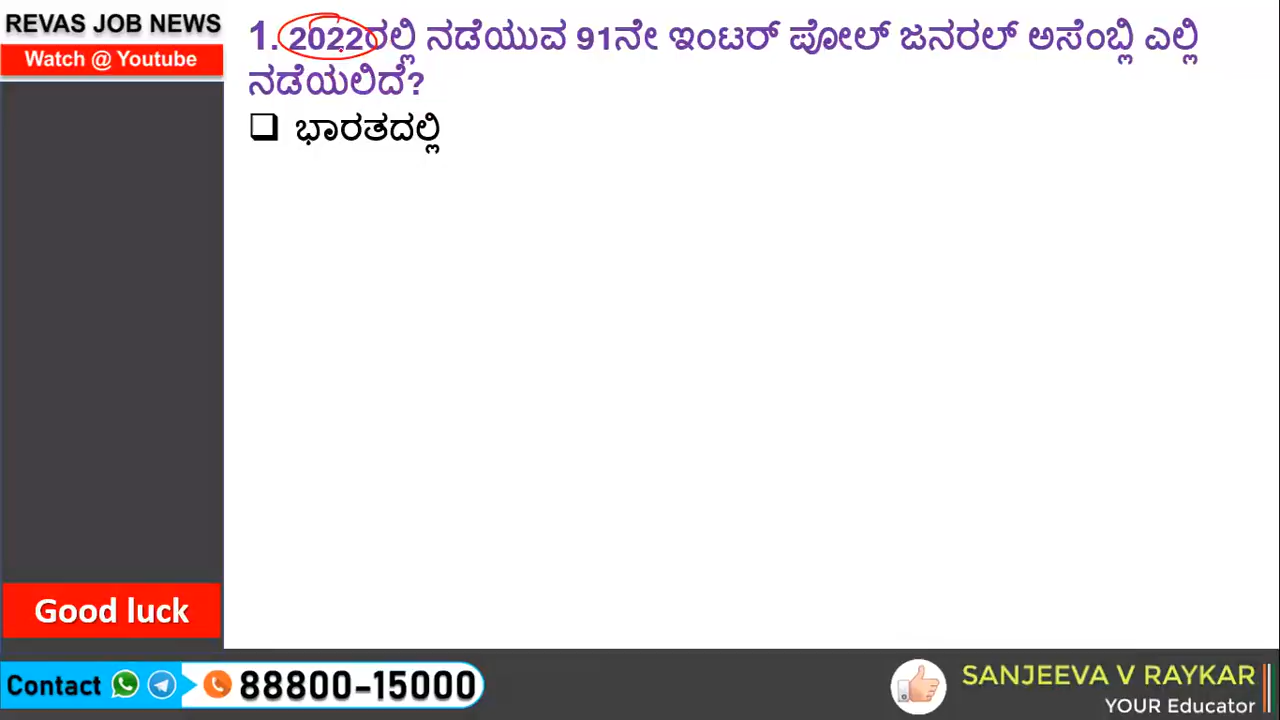 REVAS JOB NEWS
Watch @ Youtube
1. 2022ರಲ್ಲಿ ನಡೆಯುವ 91ನೇ ಇಂಟರ್ ಪೋಲ್ ಜನರಲ್ ಅಸೆಂಬ್ಲಿ ಎಲ್ಲಿ
ನಡೆಯಲಿದೆ?
❑ ಭಾರತದಲ್ಲಿ
Good luck
Contact 88800-15000
SANJEEVA V RAYKAR
YOUR Educator